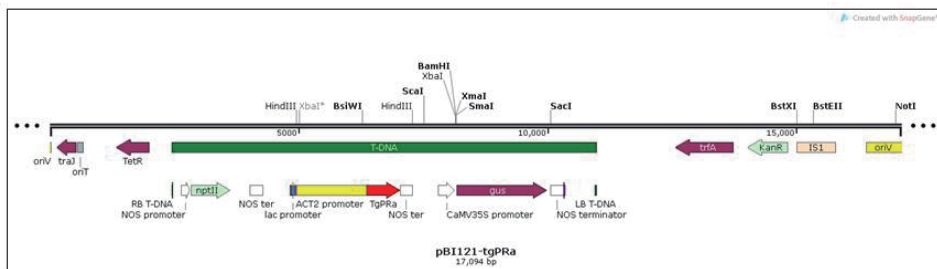 Created with SnapGene®
BamHI
XbaI
XmaI
ScaI
SmaI
HindIII XbaI* BsiWI HindIII SacI BstXI BstEII NotI
5000 10,000 15,000
oriV traJ oriT TetR T-DNA trfA KanR IS1 oriV
nptII ACT2 promoter TgPRa gus
RB T-DNA NOS ter lac promoter NOS ter CaMV35S promoter LB T-DNA
NOS promoter NOS terminator
pBI121-tgPRa
17,094 bp